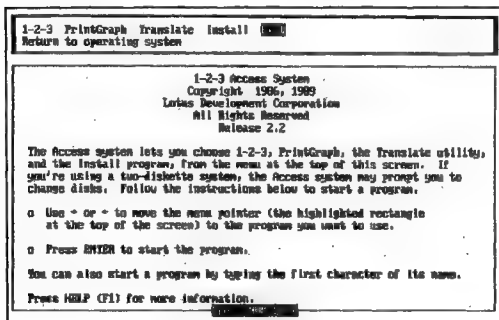 1-2-3 PrintGraph Translate Install
Return to operating system
1-2-3 Access System
Copyright 1986, 1989
Lotus Development Corporation
All Rights Reserved
Release 2.2
The Access system lets you choose 1-2-3, PrintGraph, the Translate utility,
and the Install program, from the menu at the top of this screen. If
you're using a two-diskette system, the Access system may prompt you to
change disks. Follow the instructions below to start a program.
o Use or to move the menu pointer (the highlighted rectangle
at the top of the screen) to the program you want to use.
o Press ENTER to start the program.
You can also start a program by typing the first character of its name.
Press HELP (F1) for more information.